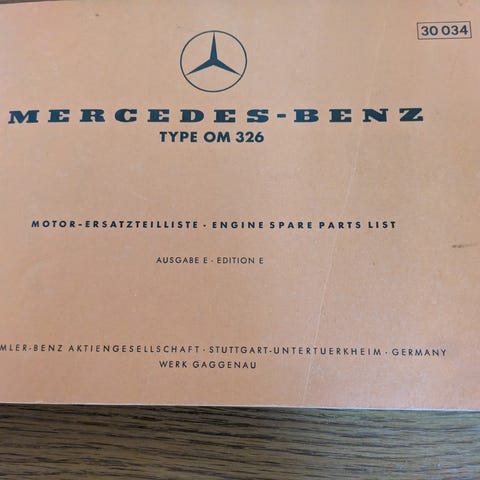 30 034
MERCEDES-BENZ
TYPE OM 326
MOTOR-ERSATZTEILLISTE · ENGINE SPARE PARTS LIST
AUSGABE E · EDITION E
MLER-BENZ AKTIENGESELLSCHAFT · STUTTGART-UNTERTUERKHEIM · GERMANY
WERK GAGGENAU